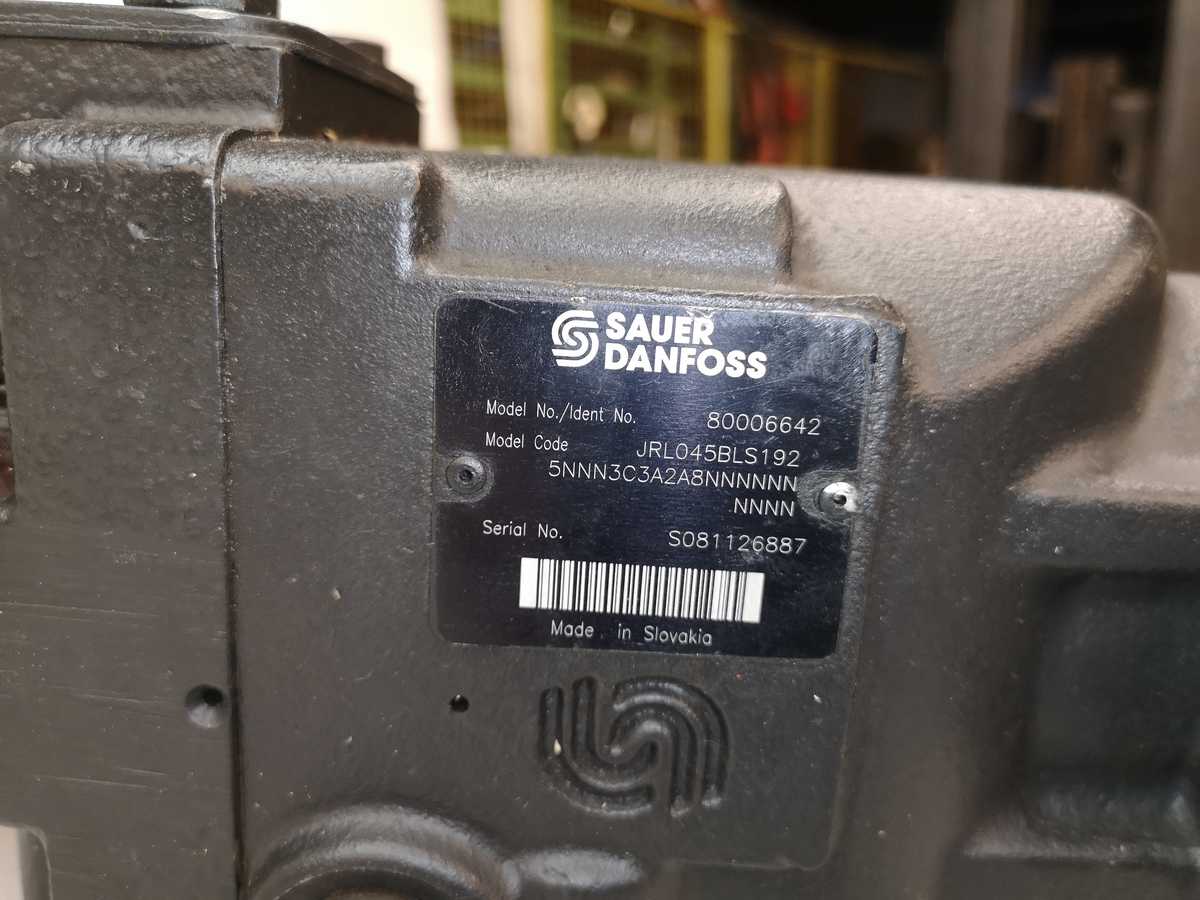 SAUER
DANFOSS
Model No./Ident No. 80006642
Model Code JRL045BLS192
5NNN3C3A2A8NNNNNN
NNNN
Serial No. S081126887
Made in Slovakia